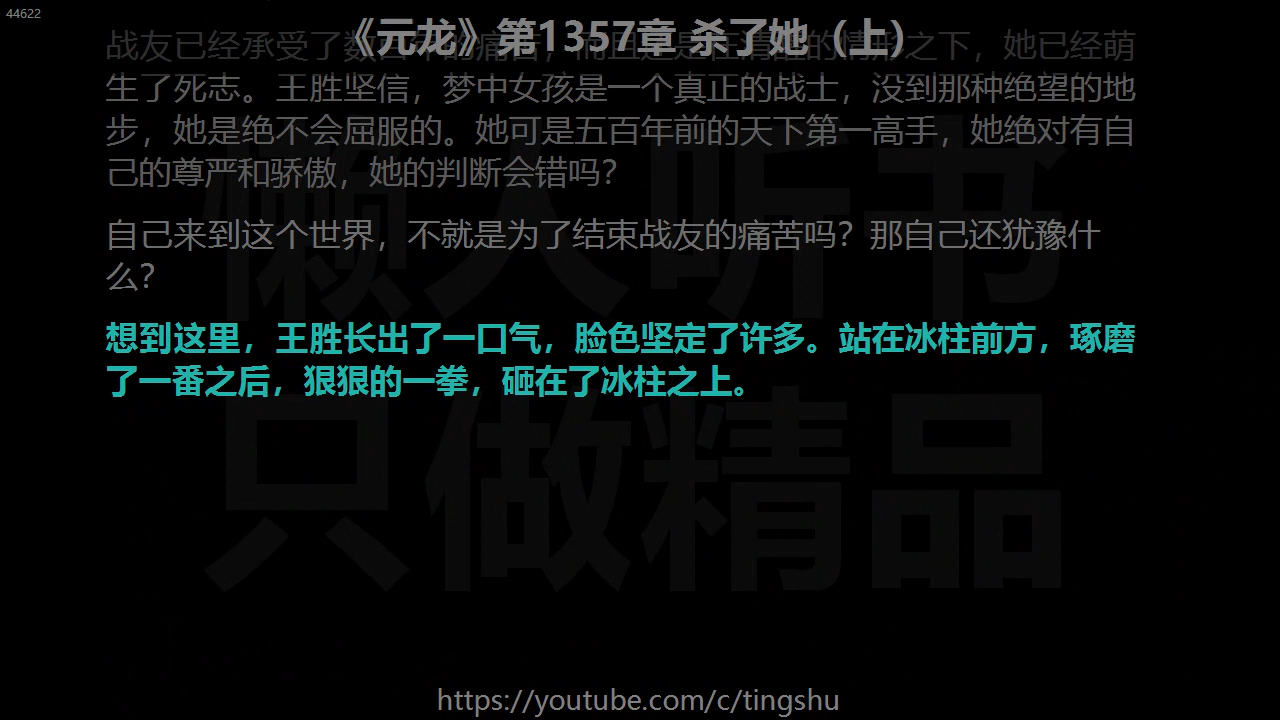 44622
《元龙》第1357章 杀了她（上）
战友已经承受了数百年的痛苦，而且还是在清醒的情形之下，她已经萌
生了死志。王胜坚信，梦中女孩是一个真正的战士，没到那种绝望的地
步，她是绝不会屈服的。她可是五百年前的天下第一高手，她绝对有自
己的尊严和骄傲，她的判断会错吗？
自己来到这个世界，不就是为了结束战友的痛苦吗？那自己还犹豫什
么？
想到这里，王胜长出了一口气，脸色坚定了许多。站在冰柱前方，琢磨
了一番之后，狠狠的一拳，砸在了冰柱之上。
懒人听书
只做精品
https://youtube.com/c/tingshu